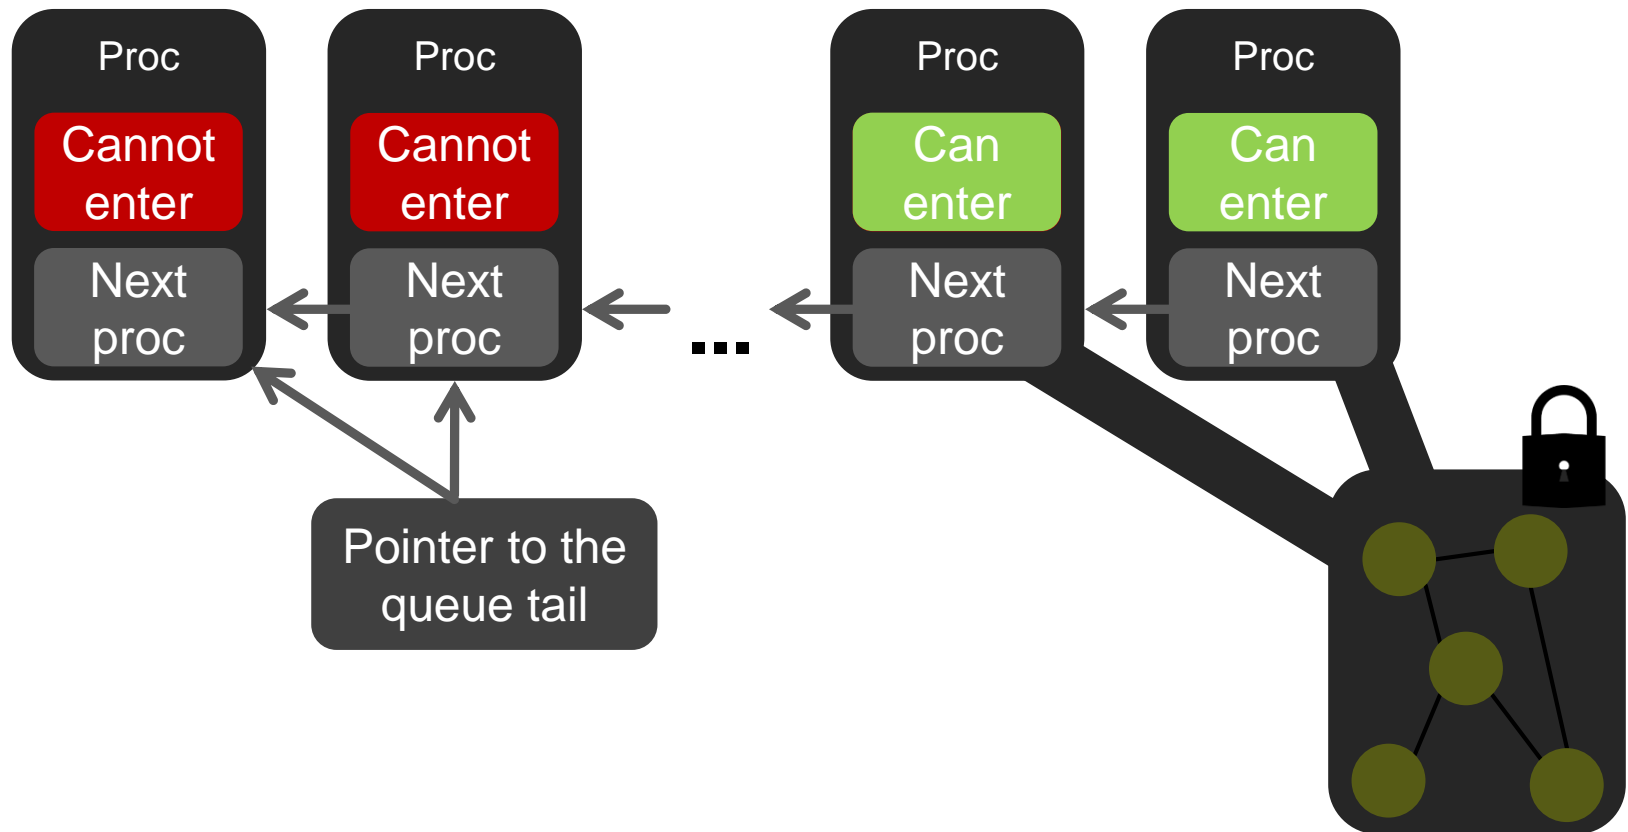 Proc
Cannot
enter
Next
proc
Proc
Cannot
enter
Next
proc
...
Proc
Can
enter
Next
proc
Proc
Can
enter
Next
proc
Pointer to the
queue tail